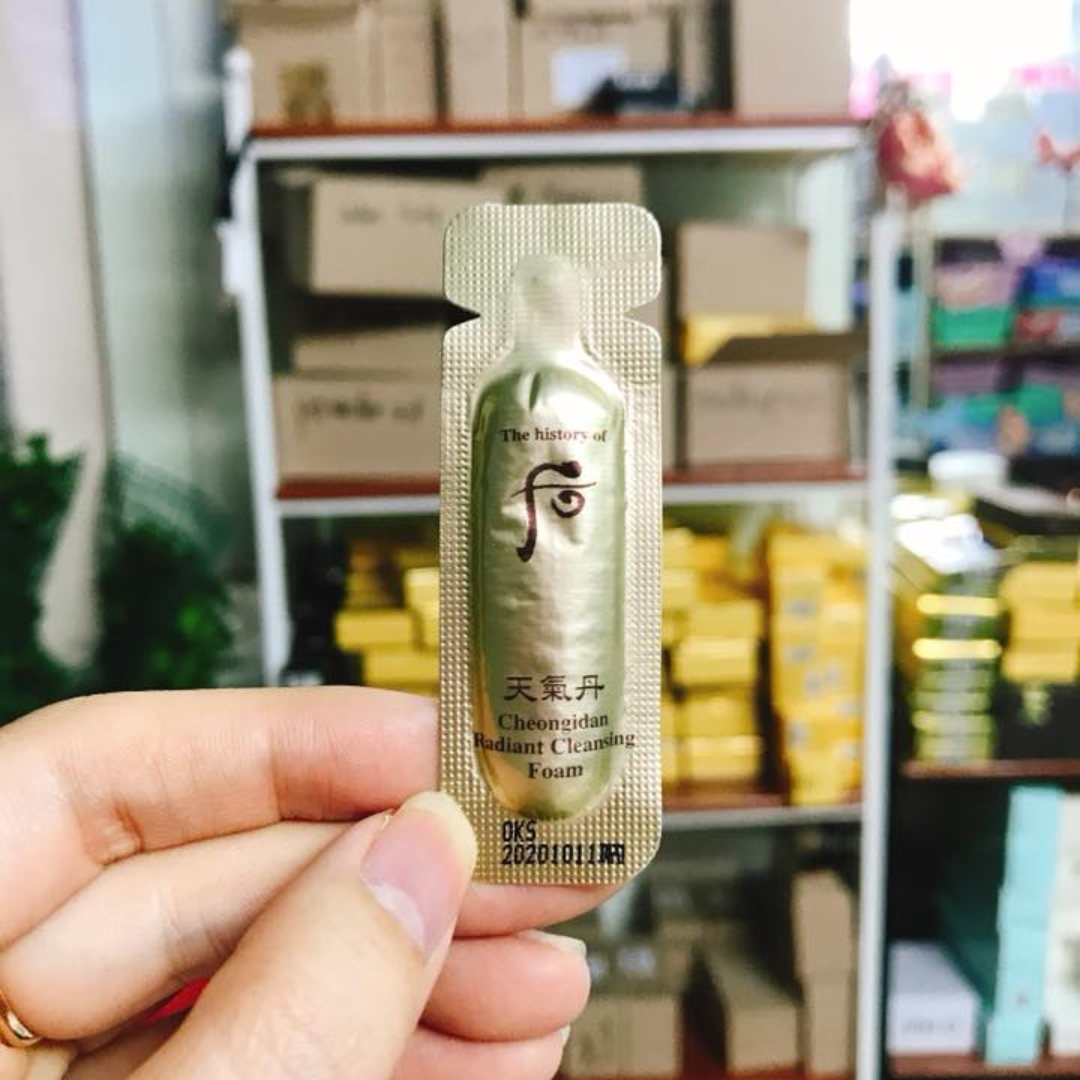 The history of
后
天氣丹
Cheongidan
Radiant Cleansing
Foam
OKS
20201011